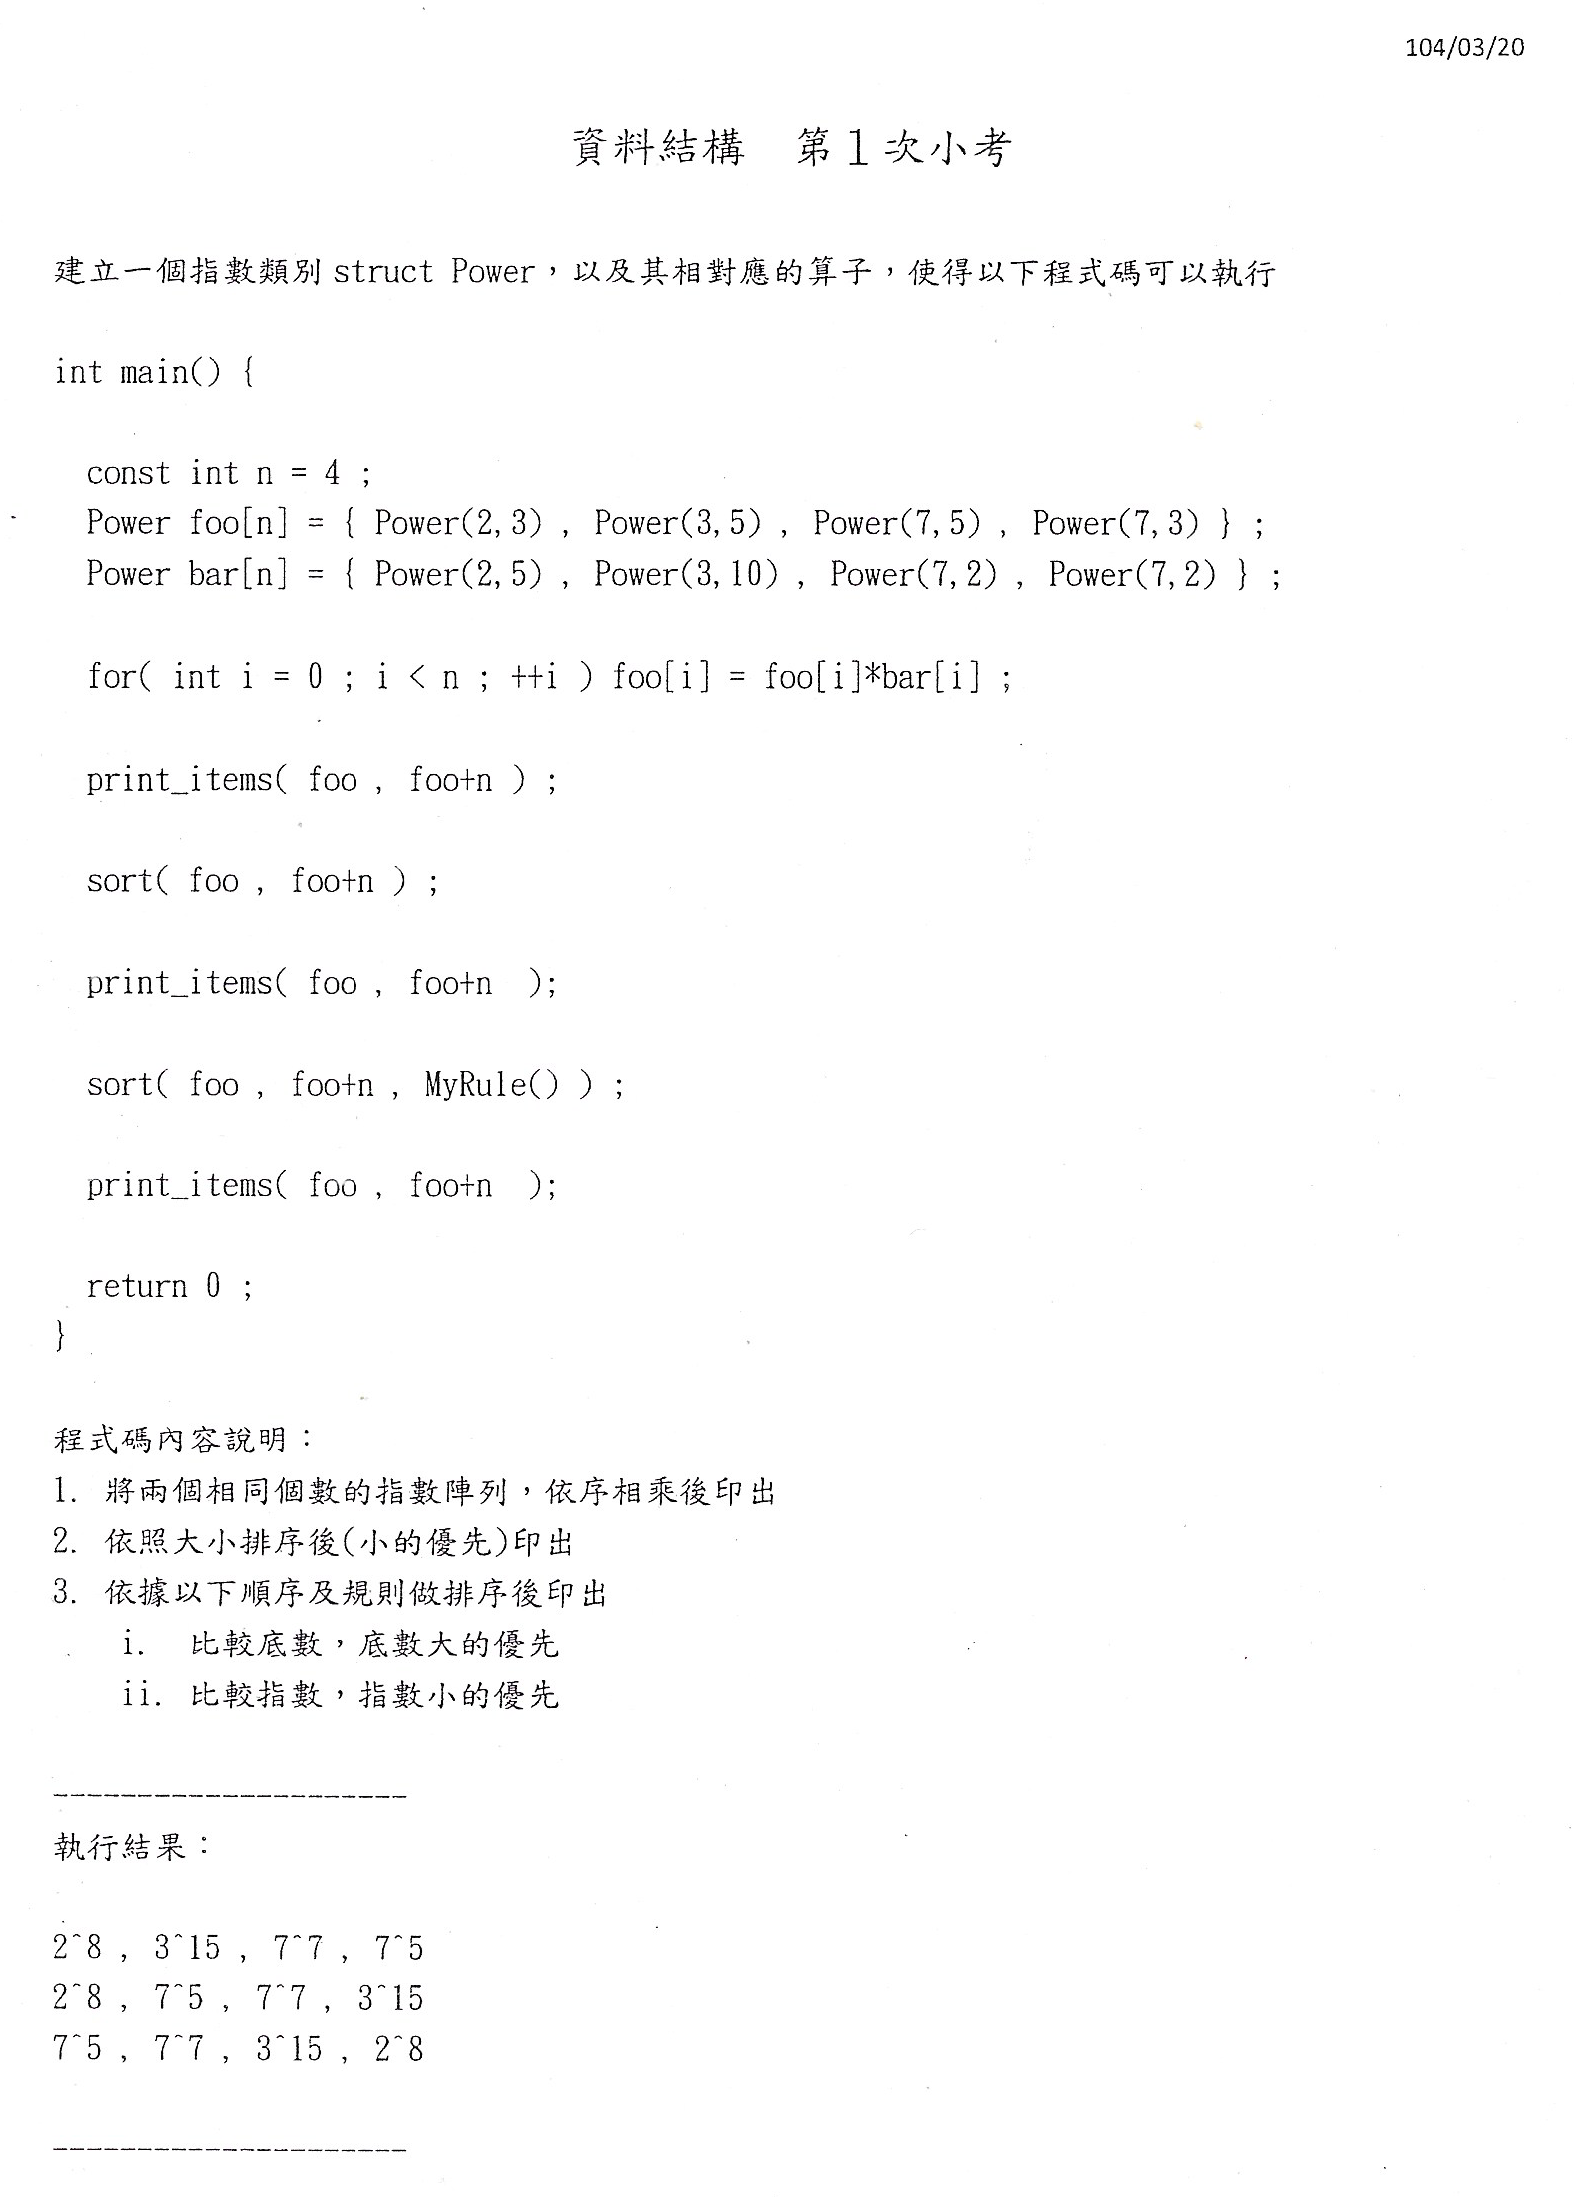 104/03/20
資料結構　第1次小考
建立一個指數類別 struct Power，以及其相對應的算子，使得以下程式碼可以執行
int main() {
const int n = 4 ;
Power foo[n] = { Power(2,3) , Power(3,5) , Power(7,5) , Power(7,3) } ;
Power bar[n] = { Power(2,5) , Power(3,10) , Power(7,2) , Power(7,2) } ;
for( int i = 0 ; i < n ; ++i ) foo[i] = foo[i]*bar[i] ;
print_items( foo , foo+n ) ;
sort( foo , foo+n ) ;
print_items( foo , foo+n  );
sort( foo , foo+n , MyRule() ) ;
print_items( foo , foo+n  );
return 0 ;
}
程式碼內容說明：
1. 將兩個相同個數的指數陣列，依序相乘後印出
2. 依照大小排序後(小的優先)印出
3. 依據以下順序及規則做排序後印出
i. 比較底數，底數大的優先
ii. 比較指數，指數小的優先
---------------------
執行結果：
2^8 , 3^15 , 7^7 , 7^5
2^8 , 7^5 , 7^7 , 3^15
7^5 , 7^7 , 3^15 , 2^8
---------------------